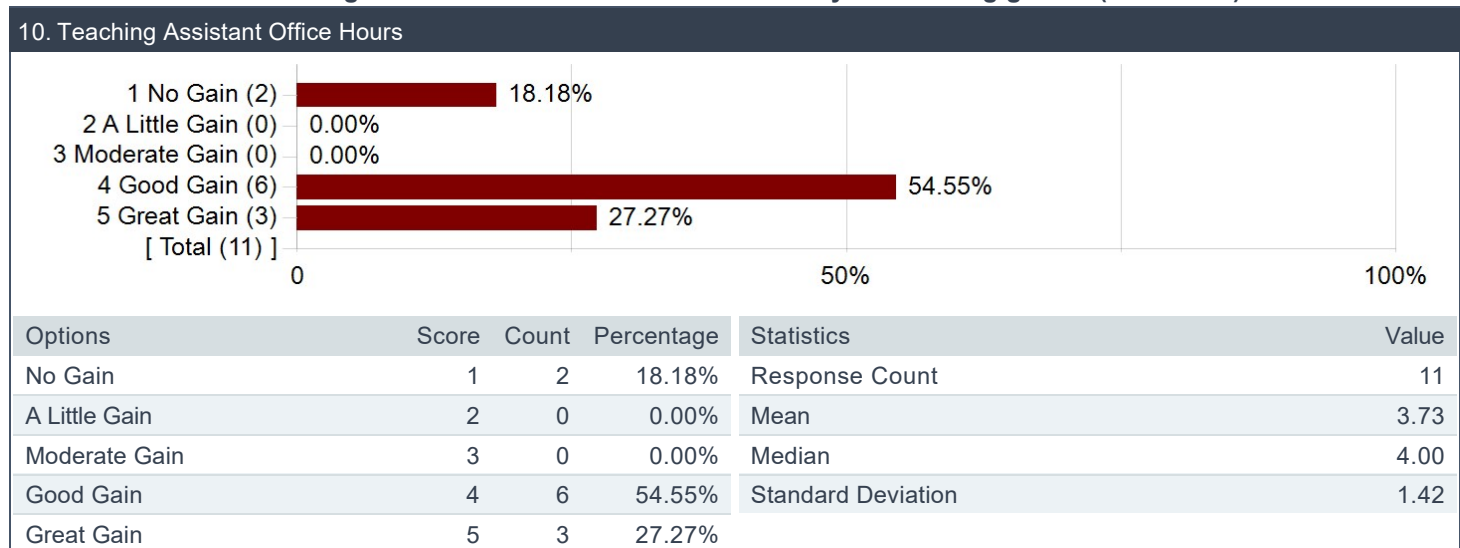 10. Teaching Assistant Office Hours
1 No Gain (2) 18.18%
2 A Little Gain (0) 0.00%
3 Moderate Gain (0) 0.00%
4 Good Gain (6) 54.55%
5 Great Gain (3) 27.27%
[ Total (11) ]
0 50% 100%
Options Score Count Percentage Statistics Value
No Gain 1 2 18.18% Response Count 11
A Little Gain 2 0 0.00% Mean 3.73
Moderate Gain 3 0 0.00% Median 4.00
Good Gain 4 6 54.55% Standard Deviation 1.42
Great Gain 5 3 27.27%